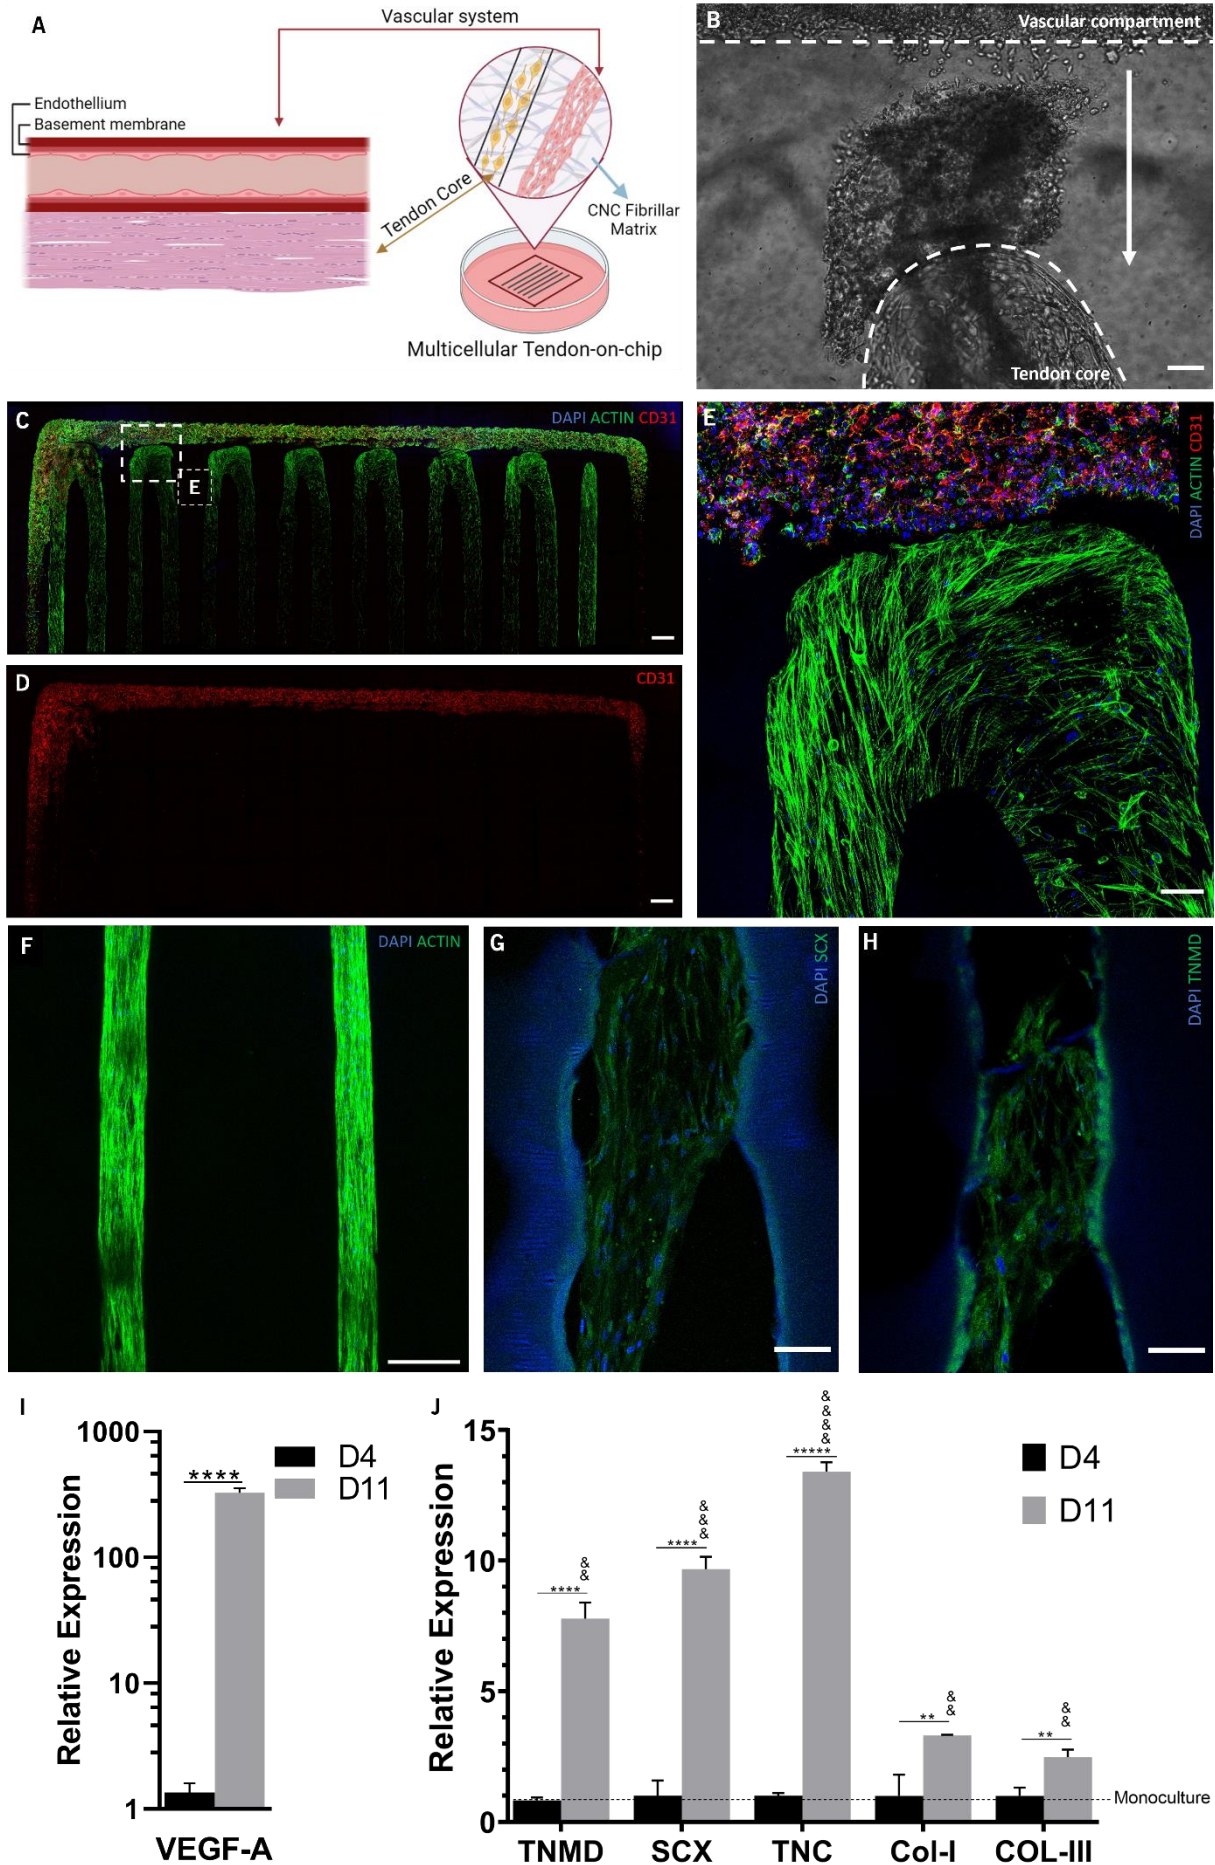 A
Vascular system
Endothellium
Basement membrane
Tendon Core
CNC Fibrillar
Matrix
Multicellular Tendon-on-chip
B
Vascular compartment
Tendon core
C
DAPI ACTIN CD31
E
D
CD31
E
DAPI ACTIN CD31
F
DAPI ACTIN
G
DAPI SCX
H
DAPI TNMD
I
Relative Expression
1000
100
10
1
****
D4
D11
VEGF-A
J
Relative Expression
15
10
5
0
&
&
****
&
&
&
****
&
&
&
&
*****
&
&
**
&
&
**
D4
D11
Monoculture
TNMD
SCX
TNC
Col-I
COL-III